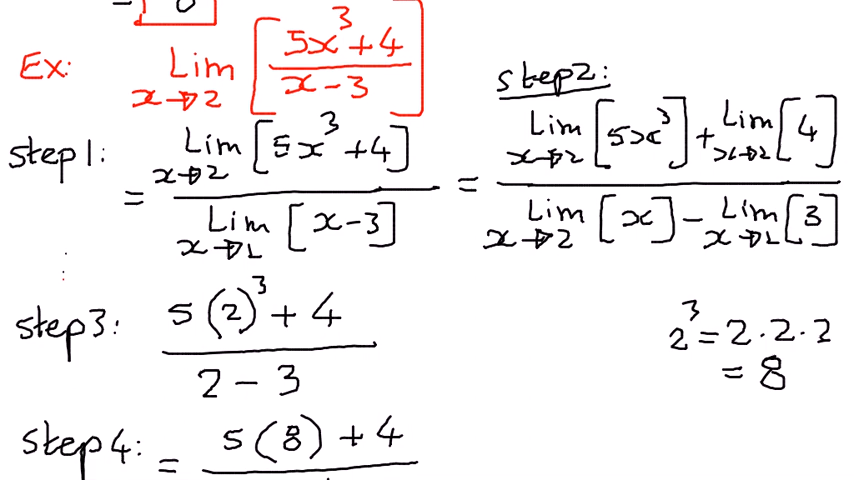 = 0
Ex: Lim x→2 [ (5x³+4) / (x-3) ]
step1: = Lim x→2 [5x³+4] / Lim x→2 [x-3]
step2: = Lim x→2 [5x³] + Lim x→2 [4] / Lim x→2 [x] - Lim x→2 [3]
step3: 5(2)³+4 / 2-3
2³ = 2·2·2
= 8
step4: = 5(8)+4